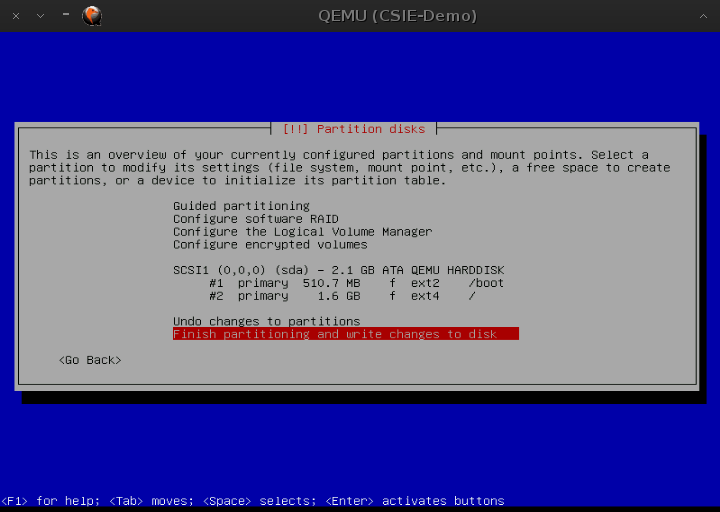 QEMU (CSIE-Demo)
[!!] Partition disks
This is an overview of your currently configured partitions and mount points. Select a
partition to modify its settings (file system, mount point, etc.), a free space to create
partitions, or a device to initialize its partition table.
Guided partitioning
Configure software RAID
Configure the Logical Volume Manager
Configure encrypted volumes
SCSI1 (0,0,0) (sda) - 2.1 GB ATA QEMU HARDDISK
#1 primary 510.7 MB f ext2 /boot
#2 primary 1.6 GB f ext4 /
Undo changes to partitions
Finish partitioning and write changes to disk
<Go Back>
<F1> for help; <Tab> moves; <Space> selects; <Enter> activates buttons